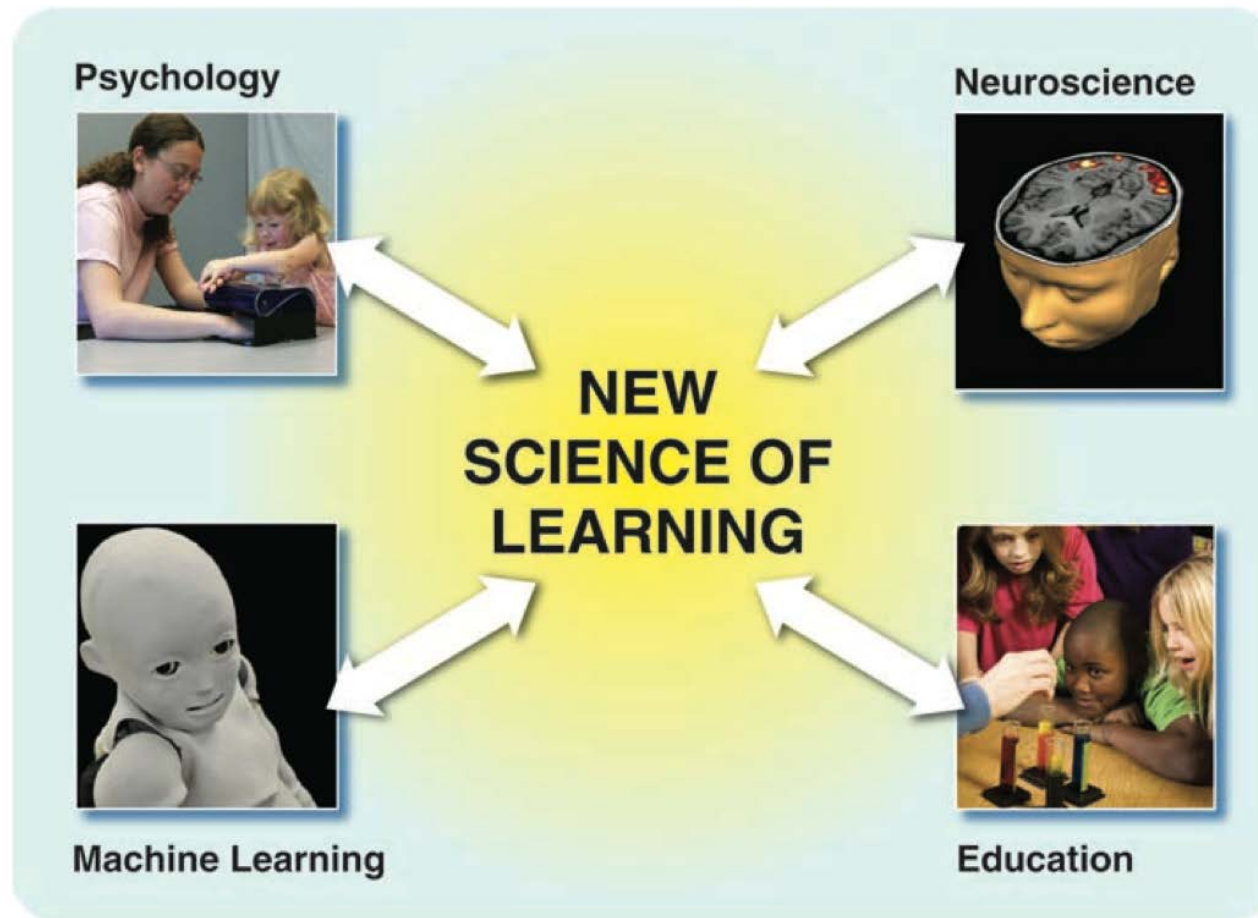 Psychology
Neuroscience
NEW
SCIENCE OF
LEARNING
Machine Learning
Education